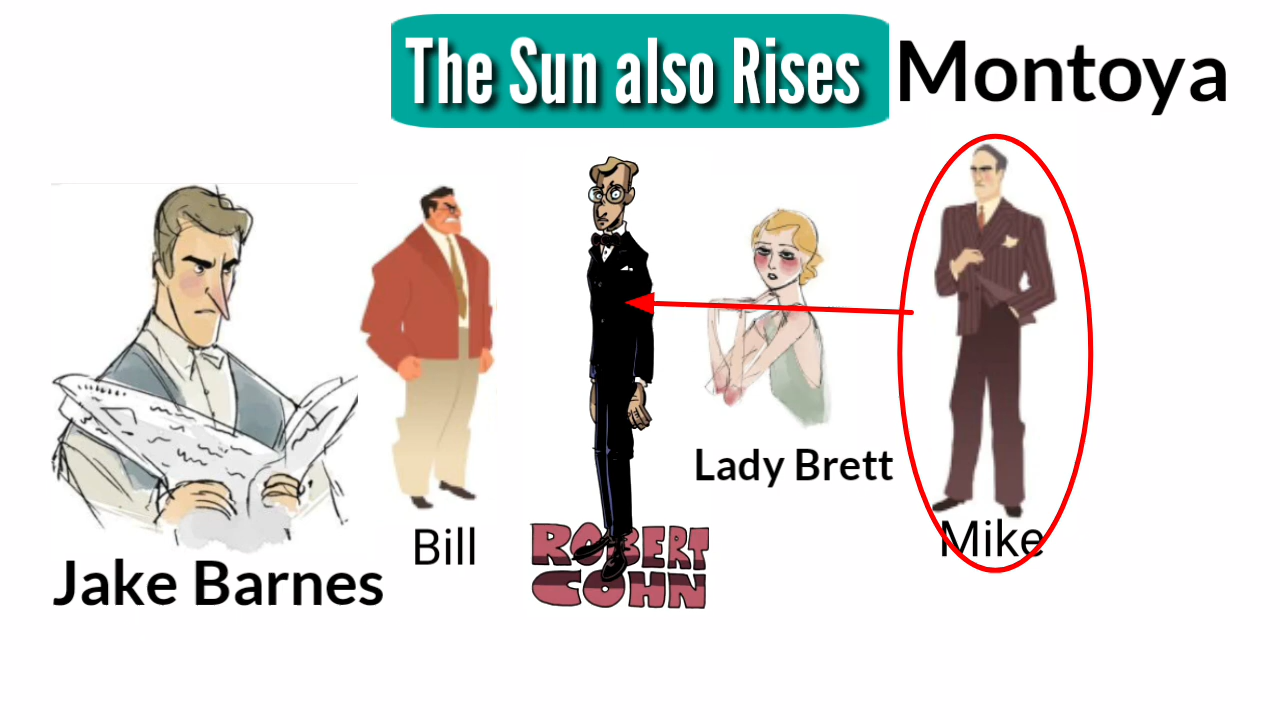 The Sun also Rises
Montoya
Lady Brett
Mike
Bill
ROBERT
COHN
Jake Barnes